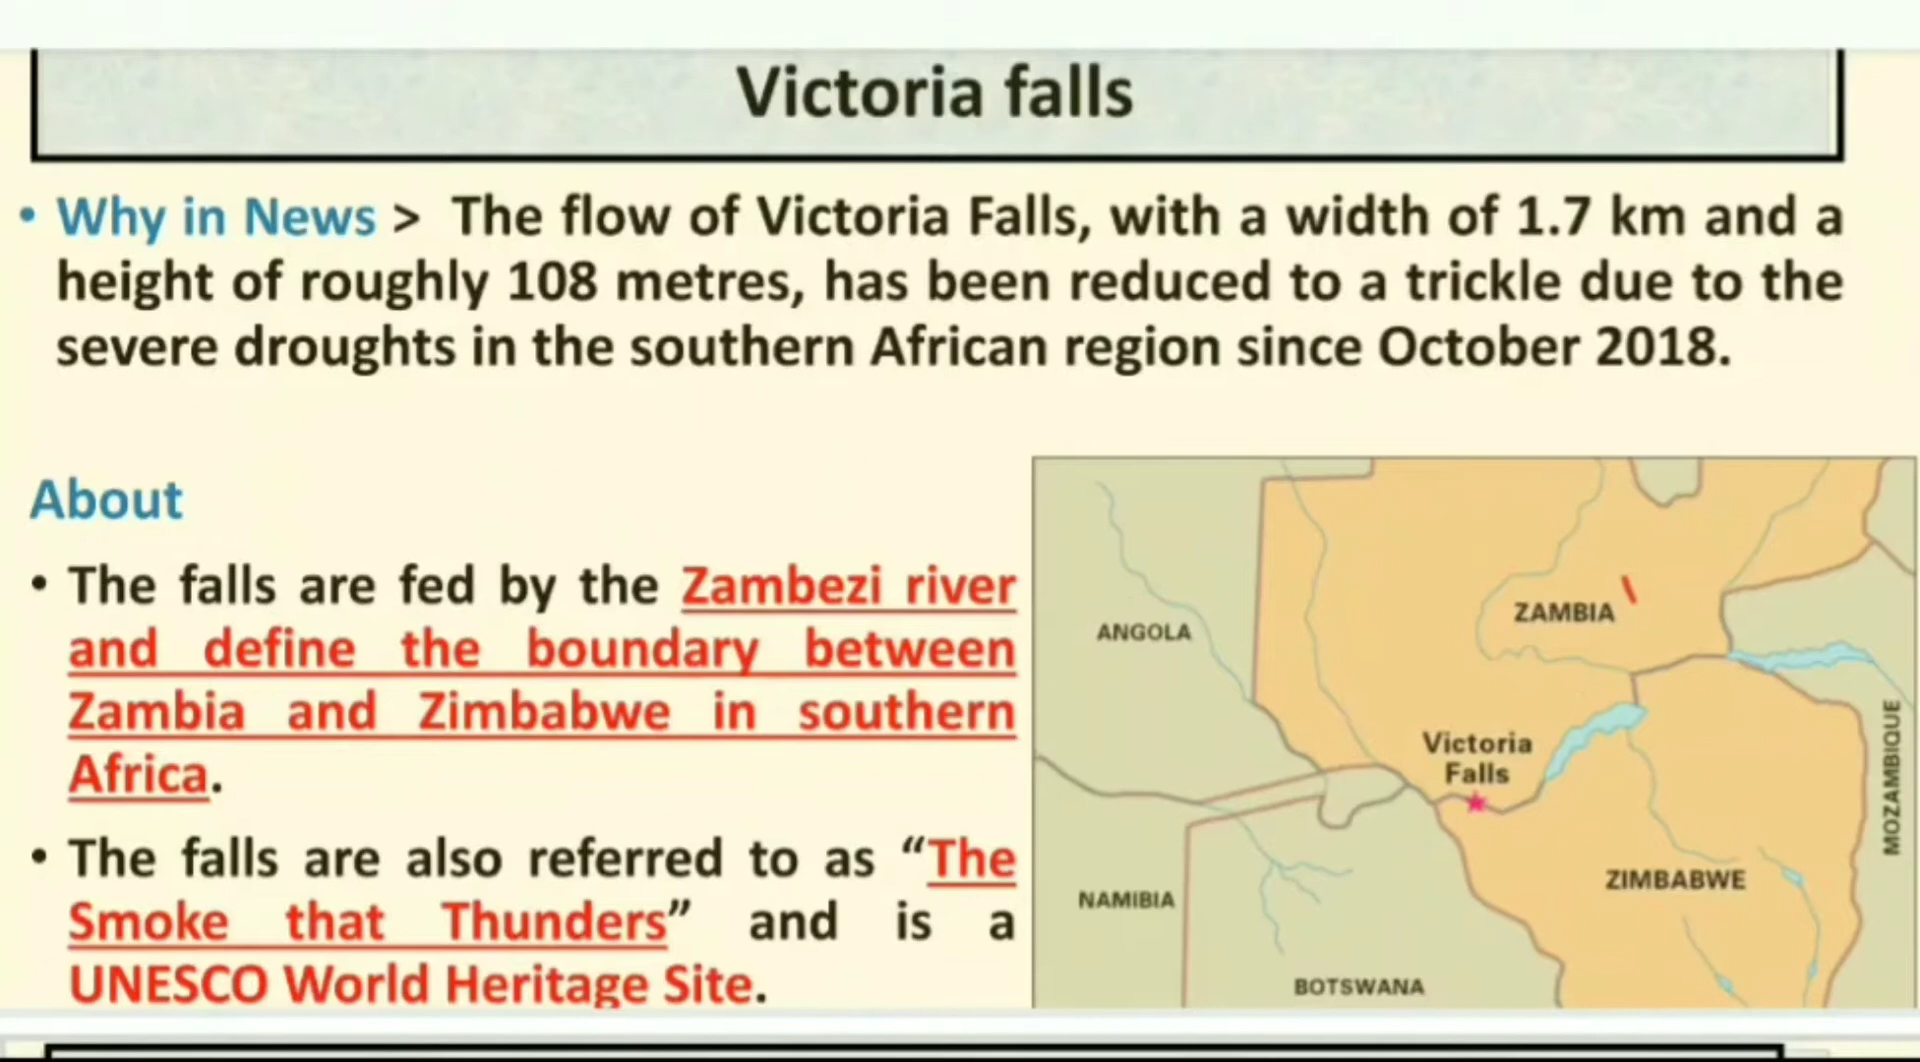 Victoria falls
• Why in News > The flow of Victoria Falls, with a width of 1.7 km and a
height of roughly 108 metres, has been reduced to a trickle due to the
severe droughts in the southern African region since October 2018.
About
• The falls are fed by the Zambezi river
and define the boundary between
Zambia and Zimbabwe in southern
Africa.
• The falls are also referred to as “The
Smoke that Thunders” and is a
UNESCO World Heritage Site.
ANGOLA
ZAMBIA
Victoria
Falls
MOZAMBIQUE
ZIMBABWE
NAMIBIA
BOTSWANA